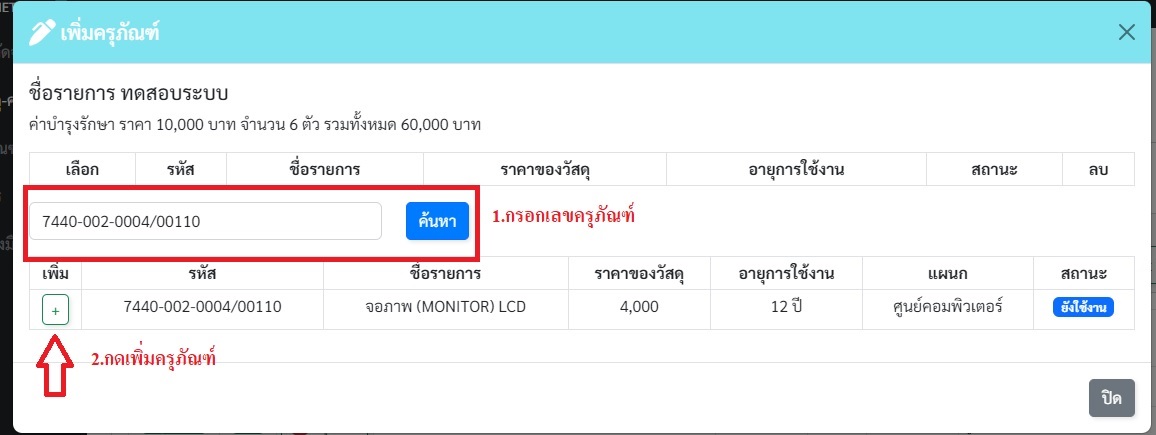 เพิ่มครุภัณฑ์
ชื่อรายการ ทดสอบระบบ
ค่าบำรุงรักษา ราคา 10,000 บาท จำนวน 6 ตัว รวมทั้งหมด 60,000 บาท
เลือก รหัส ชื่อรายการ ราคาของวัสดุ อายุการใช้งาน สถานะ ลบ
7440-002-0004/00110 ค้นหา 1.กรอกเลขครุภัณฑ์
เพิ่ม รหัส ชื่อรายการ ราคาของวัสดุ อายุการใช้งาน แผนก สถานะ
+ 7440-002-0004/00110 จอภาพ (MONITOR) LCD 4,000 12 ปี ศูนย์คอมพิวเตอร์ ยังใช้งาน
2.กดเพิ่มครุภัณฑ์
ปิด